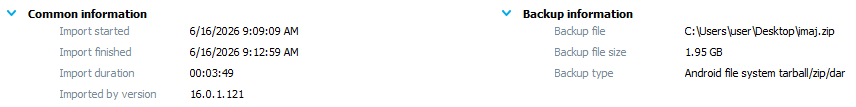 Common information
Import started 6/16/2026 9:09:09 AM
Import finished 6/16/2026 9:12:59 AM
Import duration 00:03:49
Imported by version 16.0.1.121
Backup information
Backup file C:\Users\user\Desktop\imaj.zip
Backup file size 1.95 GB
Backup type Android file system tarball/zip/dar